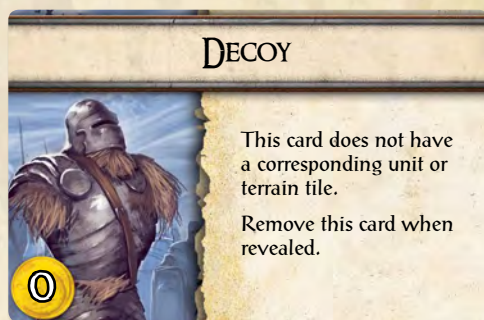 Decoy
This card does not have
a corresponding unit or
terrain tile.
Remove this card when
revealed.
0